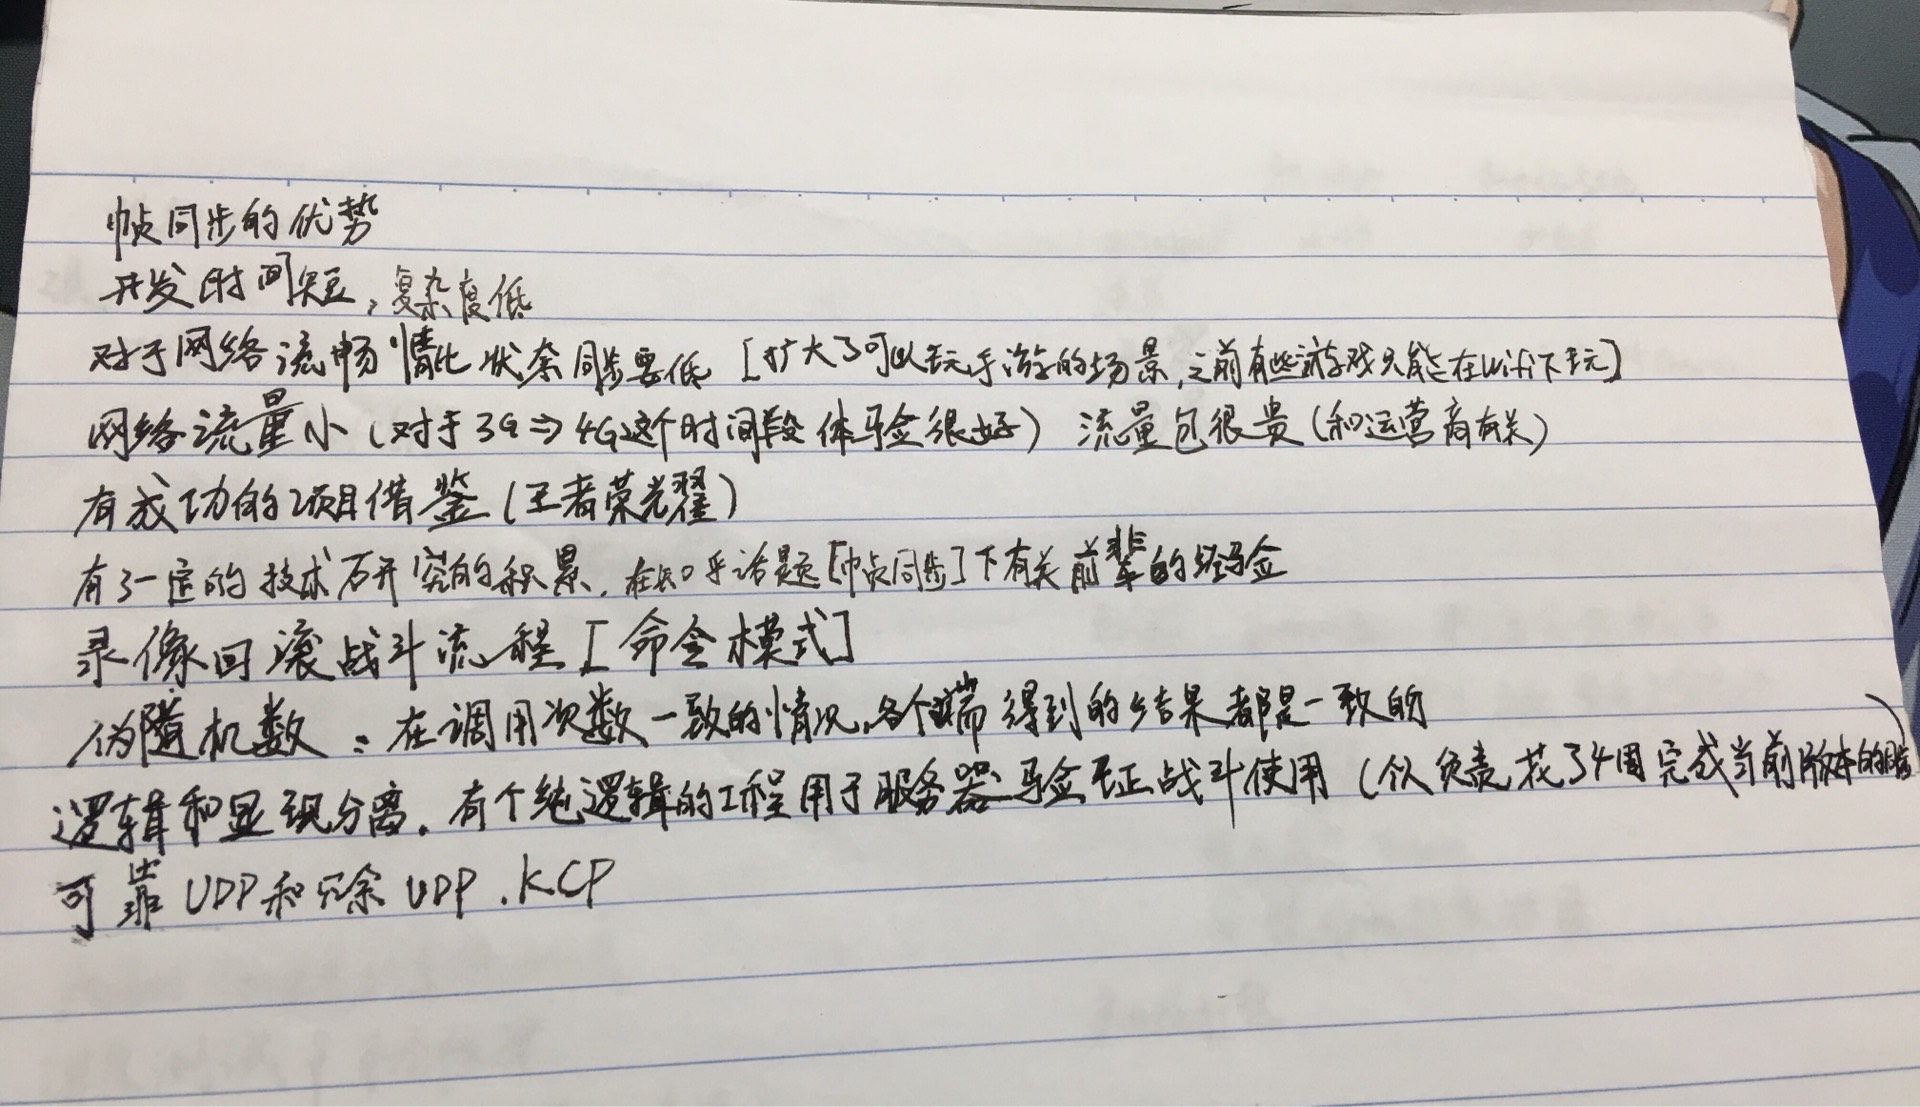 帧同步的优势
开发时间短，复杂度低
对于网络流畅情比状态同步要低 [扩大了可以玩手游的场景，之前有些游戏只能在wifi下玩]
网络流量小（对于3G⇒4G这个时间段体验很好） 流量包很贵（和运营商有关）
有成功的项目借鉴（王者荣光耀）
有了一定的技术研究的积累，在知乎话题[帧同步]下有关前辈的经验
录像回滚战斗流程[命令模式]
伪随机数：在调用次数一致的情况，各个端得到的结果都是一致的
逻辑和显现分离，有个纯逻辑的工程用于服务器验证战斗使用（个人负责，花了4周完成当前版本的
可靠UDP和冗余UDP．KCP